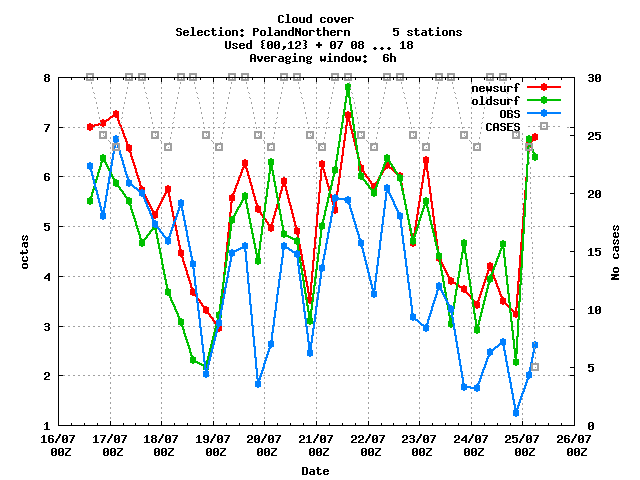 Cloud cover
Selection: PolandNorthern 5 stations
Used {00,12} + 07 08 ... 18
Averaging window: 6h
newsurf
oldsurf
OBS
CASES
8
7
6
5
4
3
2
1
octas
30
25
20
15
10
5
0
No cases
16/07 17/07 18/07 19/07 20/07 21/07 22/07 23/07 24/07 25/07 26/07
00Z 00Z 00Z 00Z 00Z 00Z 00Z 00Z 00Z 00Z 00Z
Date